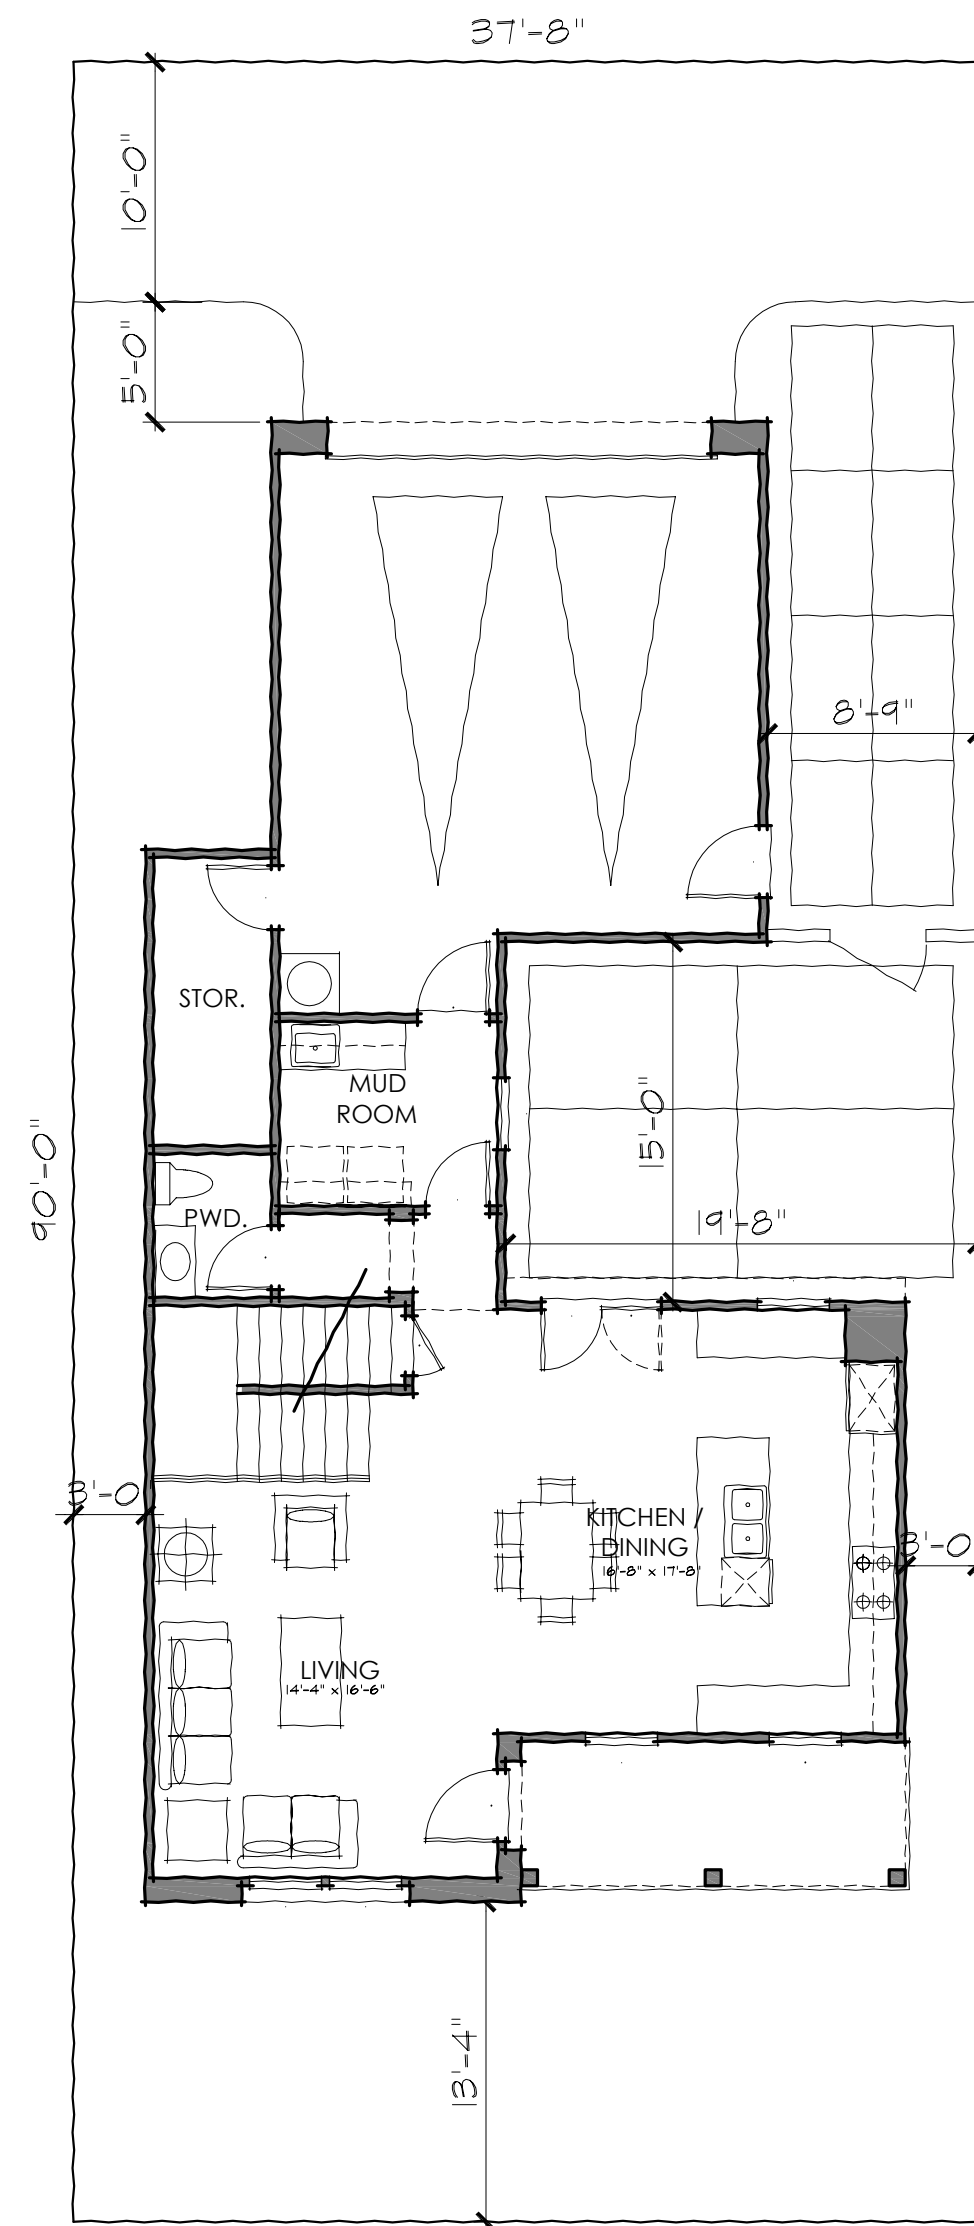 37'-8"
10'-0"
5'-0"
8'-9"
STOR.
MUD
ROOM
15'-0"
90'-0"
PWD.
19'-8"
3'-0
KITCHEN /
DINING
16'-8" x 17'-8"
3'-0
LIVING
14'-4" x 16'-6"
13'-4"